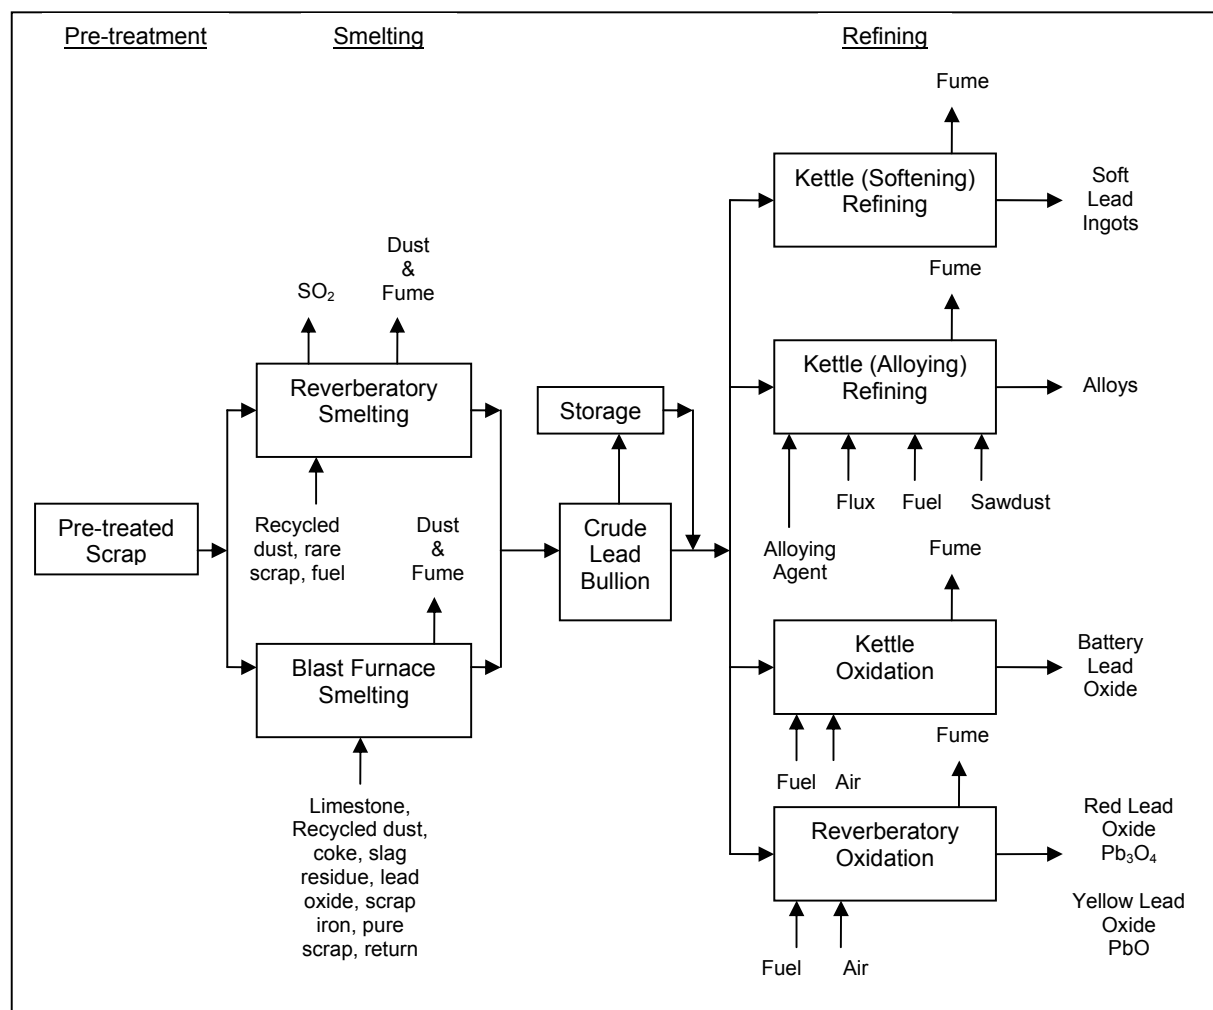 Pre-treatment
Smelting
Refining
Fume
Kettle (Softening)
Refining
Soft
Lead
Ingots
Dust
&
Fume
SO₂
Reverberatory
Smelting
Recycled
dust, rare
scrap, fuel
Pre-treated
Scrap
Dust
&
Fume
Blast Furnace
Smelting
Limestone,
Recycled dust,
coke, slag
residue, lead
oxide, scrap
iron, pure
scrap, return
Storage
Crude
Lead
Bullion
Fume
Kettle (Alloying)
Refining
Alloys
Alloying
Agent
Flux
Fuel
Sawdust
Fume
Kettle
Oxidation
Battery
Lead
Oxide
Fuel
Air
Fume
Reverberatory
Oxidation
Red Lead
Oxide
Pb₃O₄
Yellow Lead
Oxide
PbO
Fuel
Air